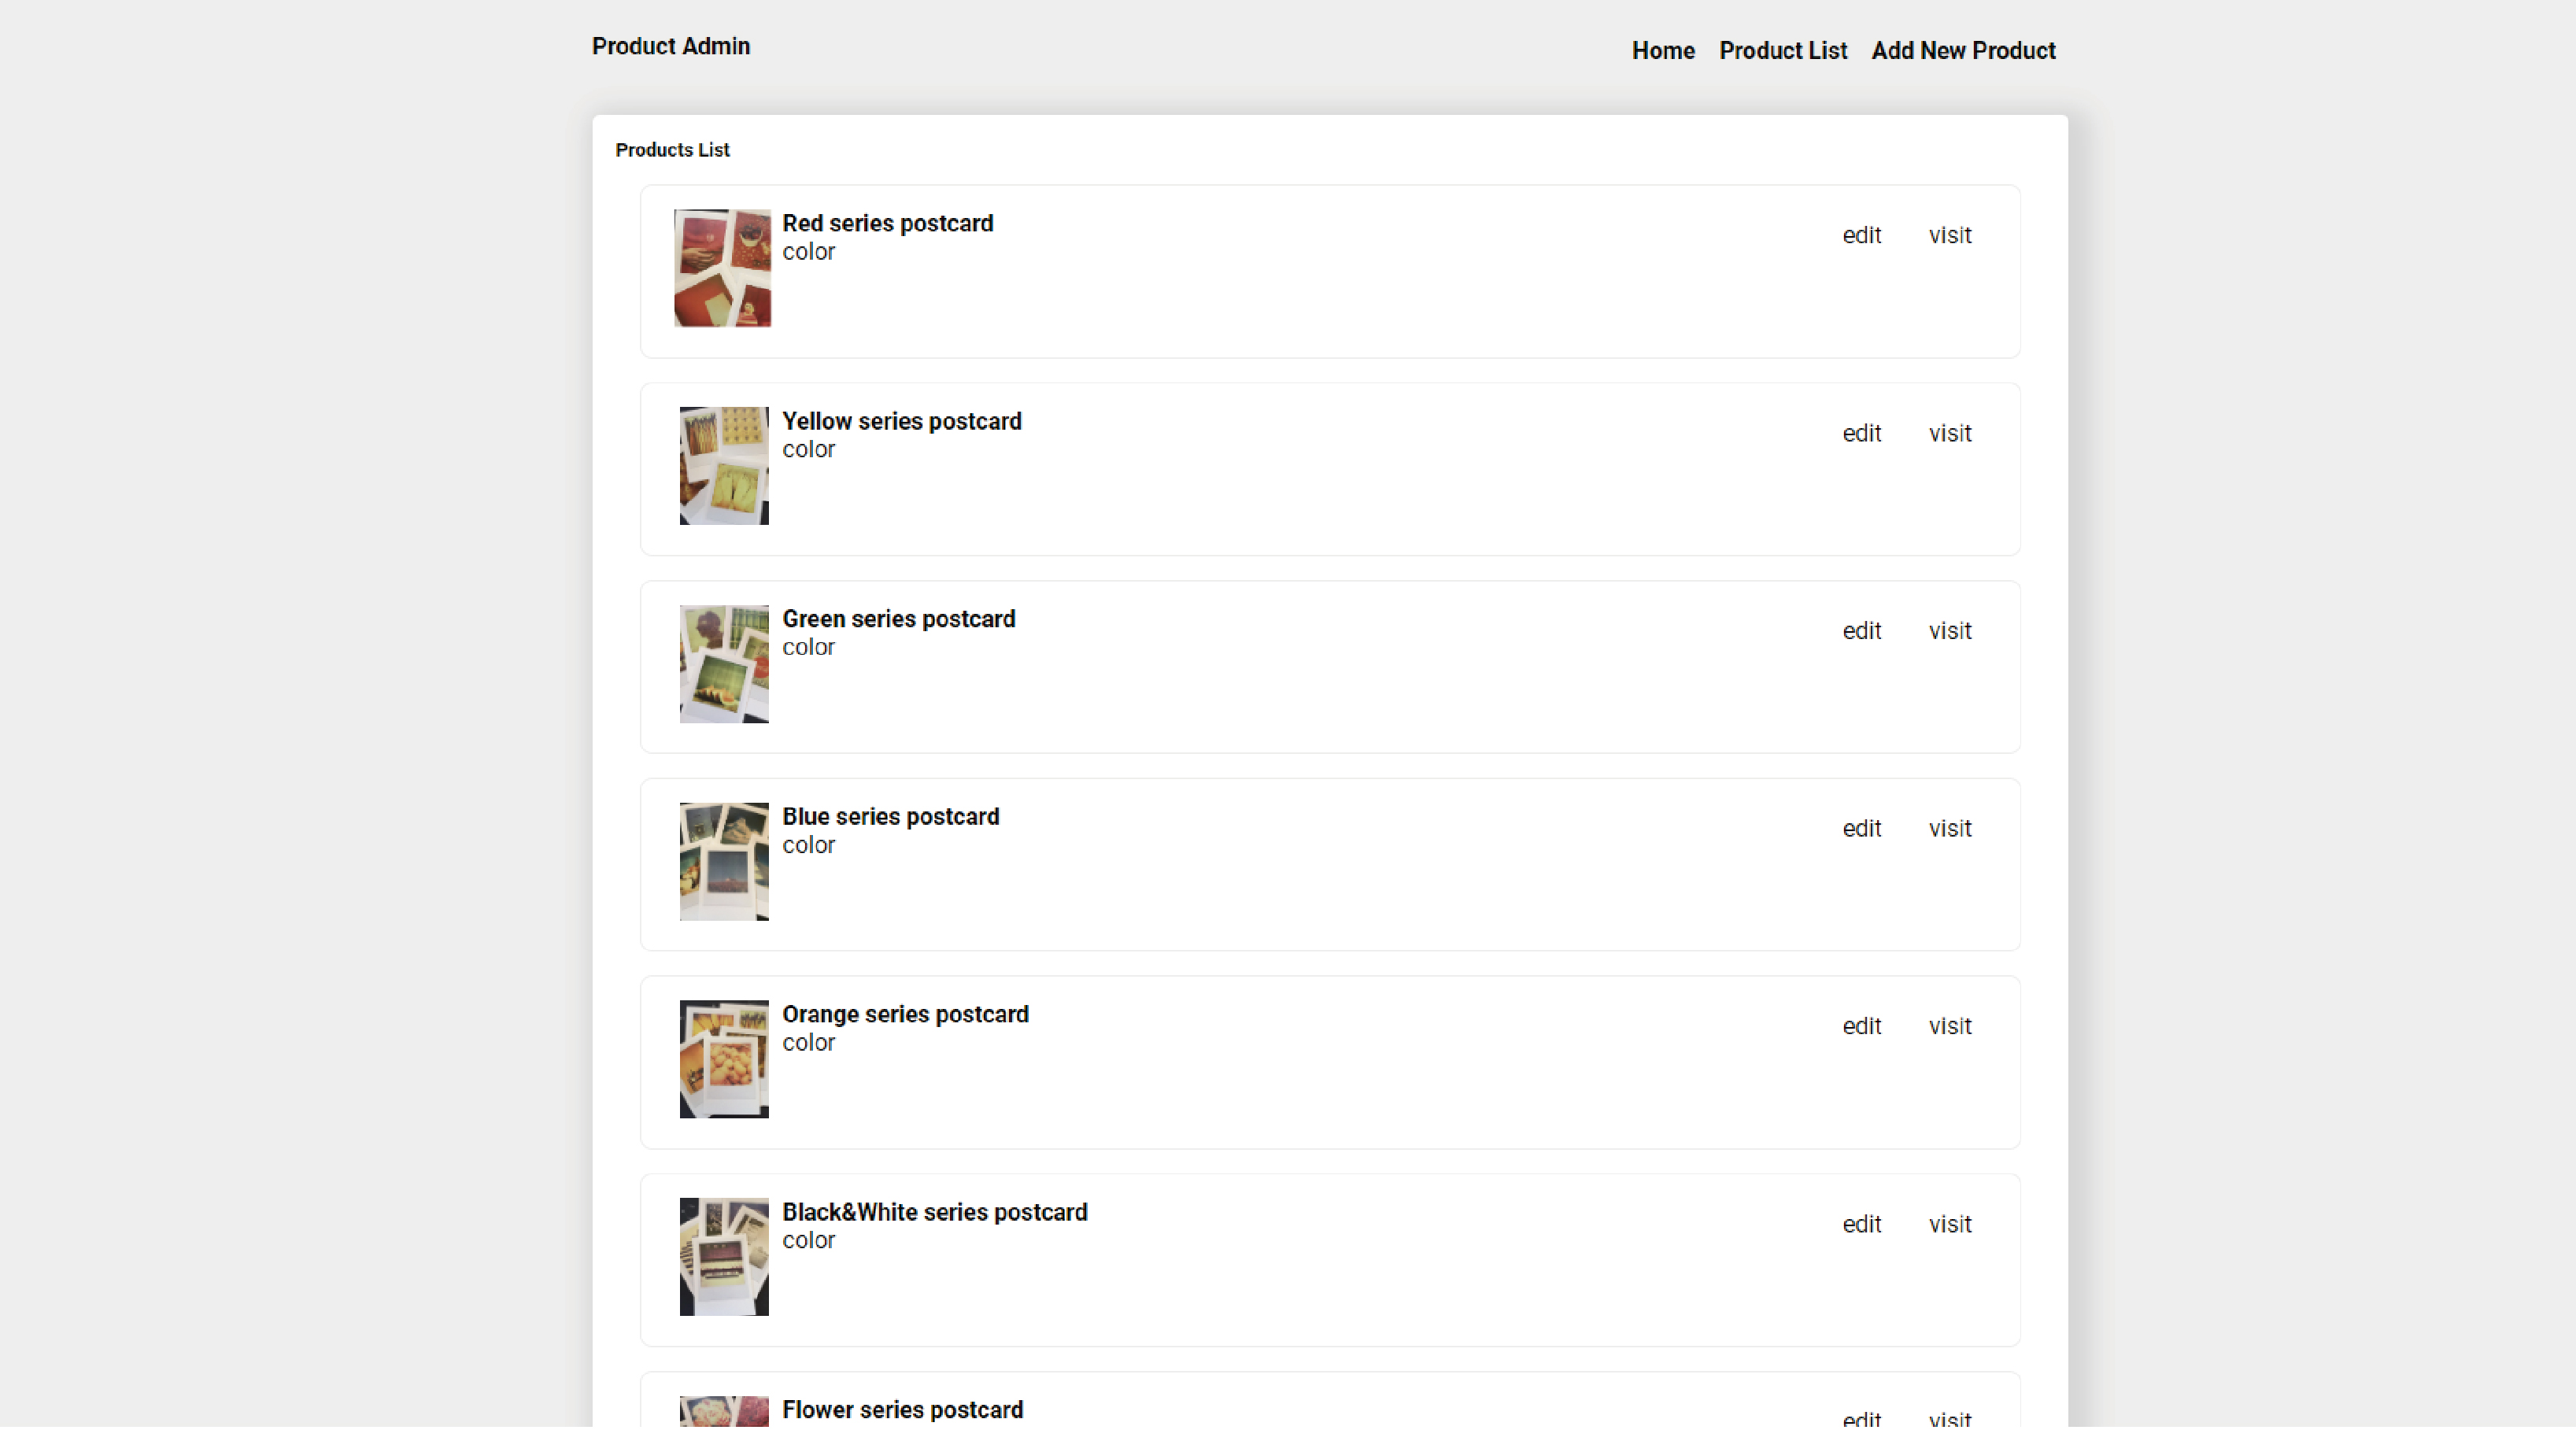 Product Admin
Home Product List Add New Product
Products List
Red series postcard
color
edit visit
Yellow series postcard
color
edit visit
Green series postcard
color
edit visit
Blue series postcard
color
edit visit
Orange series postcard
color
edit visit
Black&White series postcard
color
edit visit
Flower series postcard
edit visit